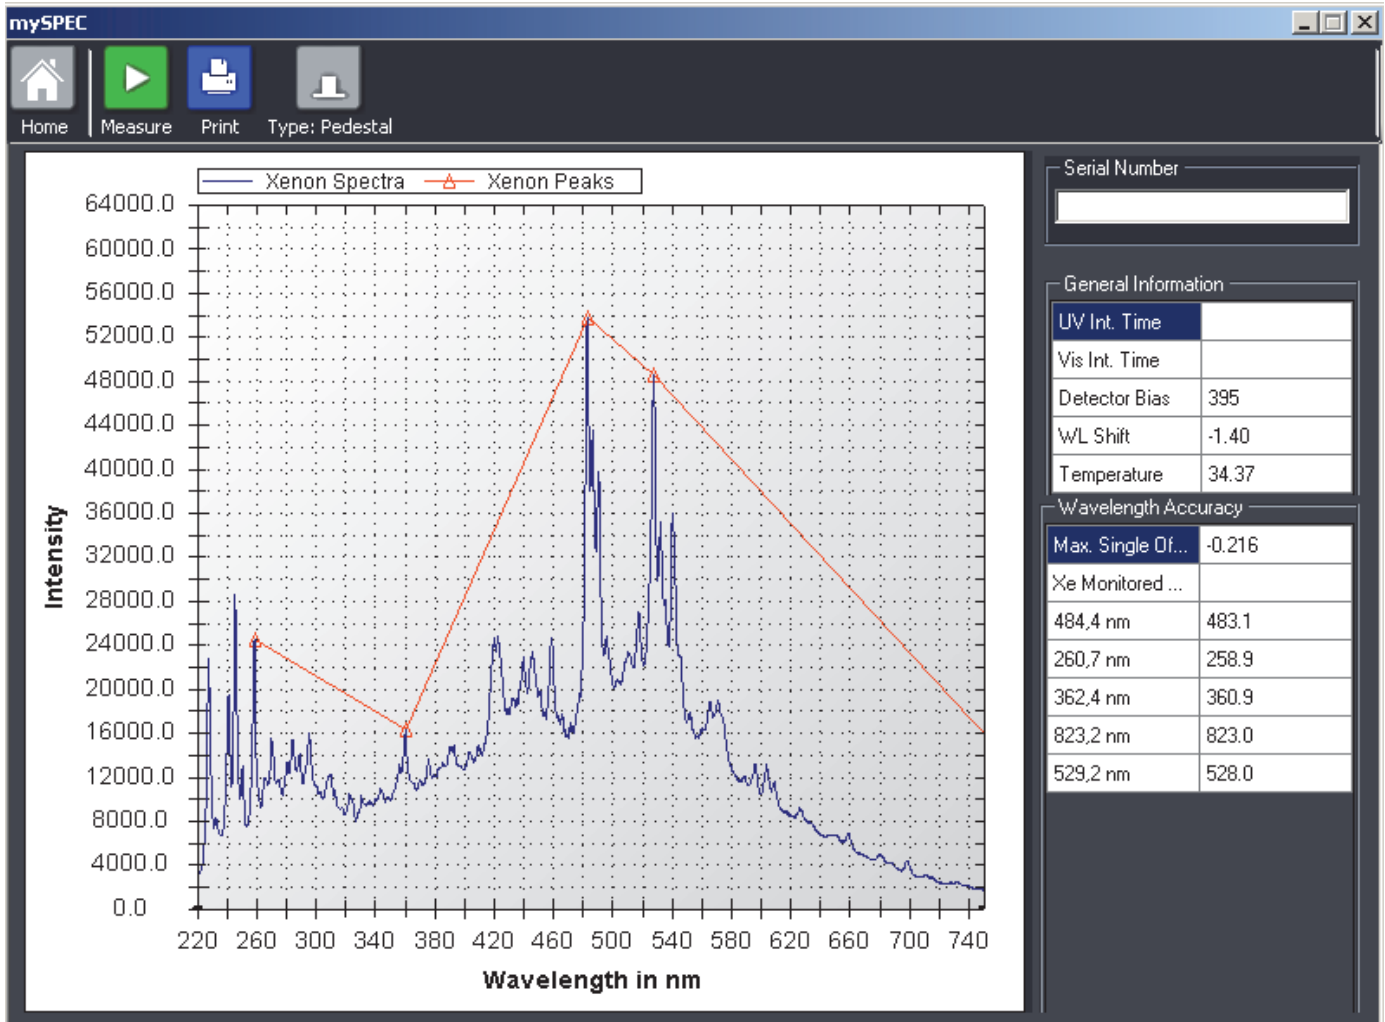 mySPEC
Home
Measure
Print
Type: Pedestal
Xenon Spectra
Xenon Peaks
64000.0
60000.0
56000.0
52000.0
48000.0
44000.0
40000.0
36000.0
32000.0
28000.0
24000.0
20000.0
16000.0
12000.0
8000.0
4000.0
0.0
Intensity
220 260 300 340 380 420 460 500 540 580 620 660 700 740
Wavelength in nm
Serial Number
General Information
UV Int. Time
Vis Int. Time
Detector Bias 395
WL Shift -1.40
Temperature 34.37
Wavelength Accuracy
Max. Single Of... -0.216
Xe Monitored ...
484,4 nm 483.1
260,7 nm 258.9
362,4 nm 360.9
823,2 nm 823.0
529,2 nm 528.0